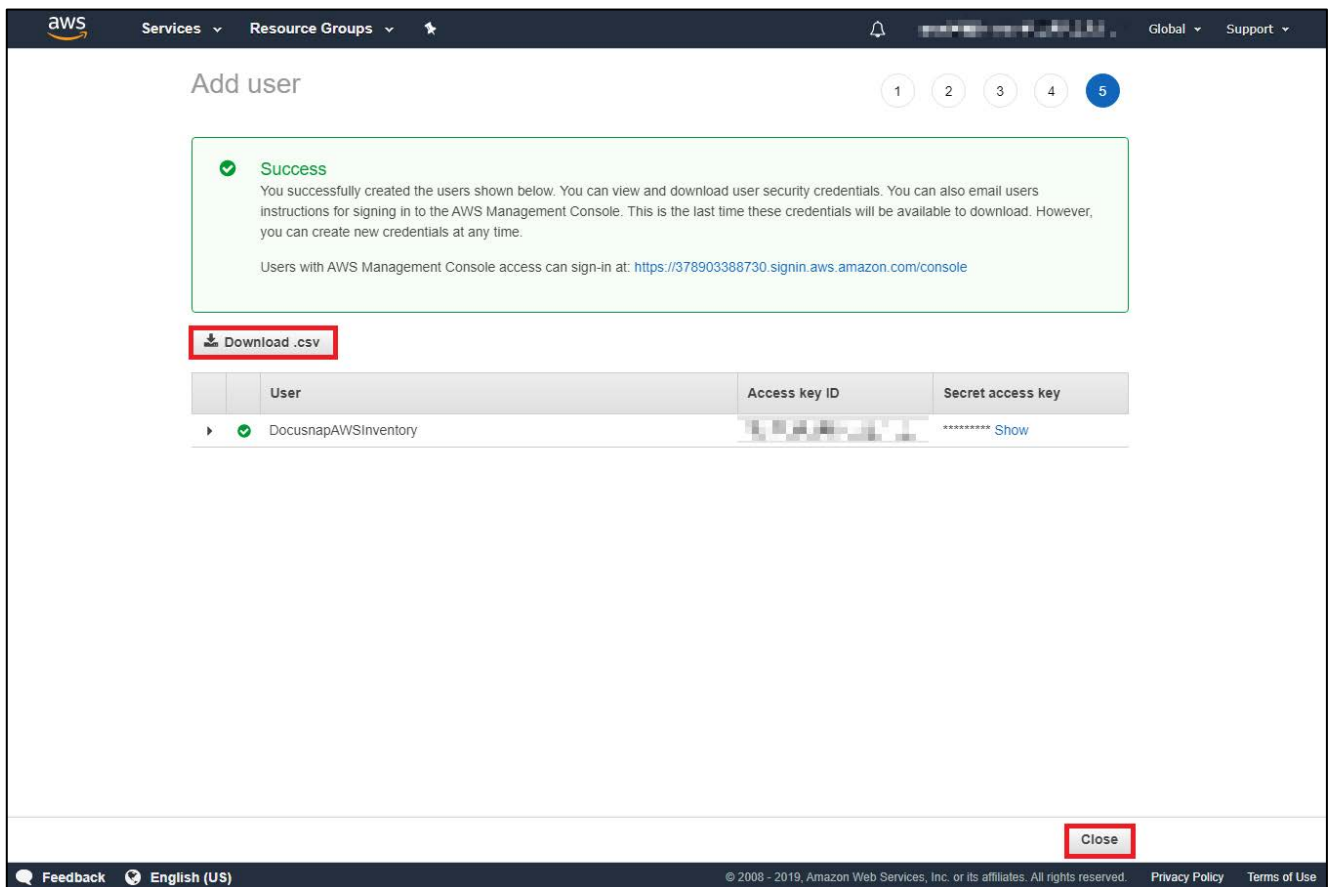 aws Services Resource Groups Global Support
Add user 1 2 3 4 5
Success
You successfully created the users shown below. You can view and download user security credentials. You can also email users
instructions for signing in to the AWS Management Console. This is the last time these credentials will be available to download. However,
you can create new credentials at any time.
Users with AWS Management Console access can sign-in at: https://378903388730.signin.aws.amazon.com/console
Download .csv
User Access key ID Secret access key
DocusnapAWSInventory ********* Show
Close
Feedback English (US) © 2008 - 2019, Amazon Web Services, Inc. or its affiliates. All rights reserved. Privacy Policy Terms of Use